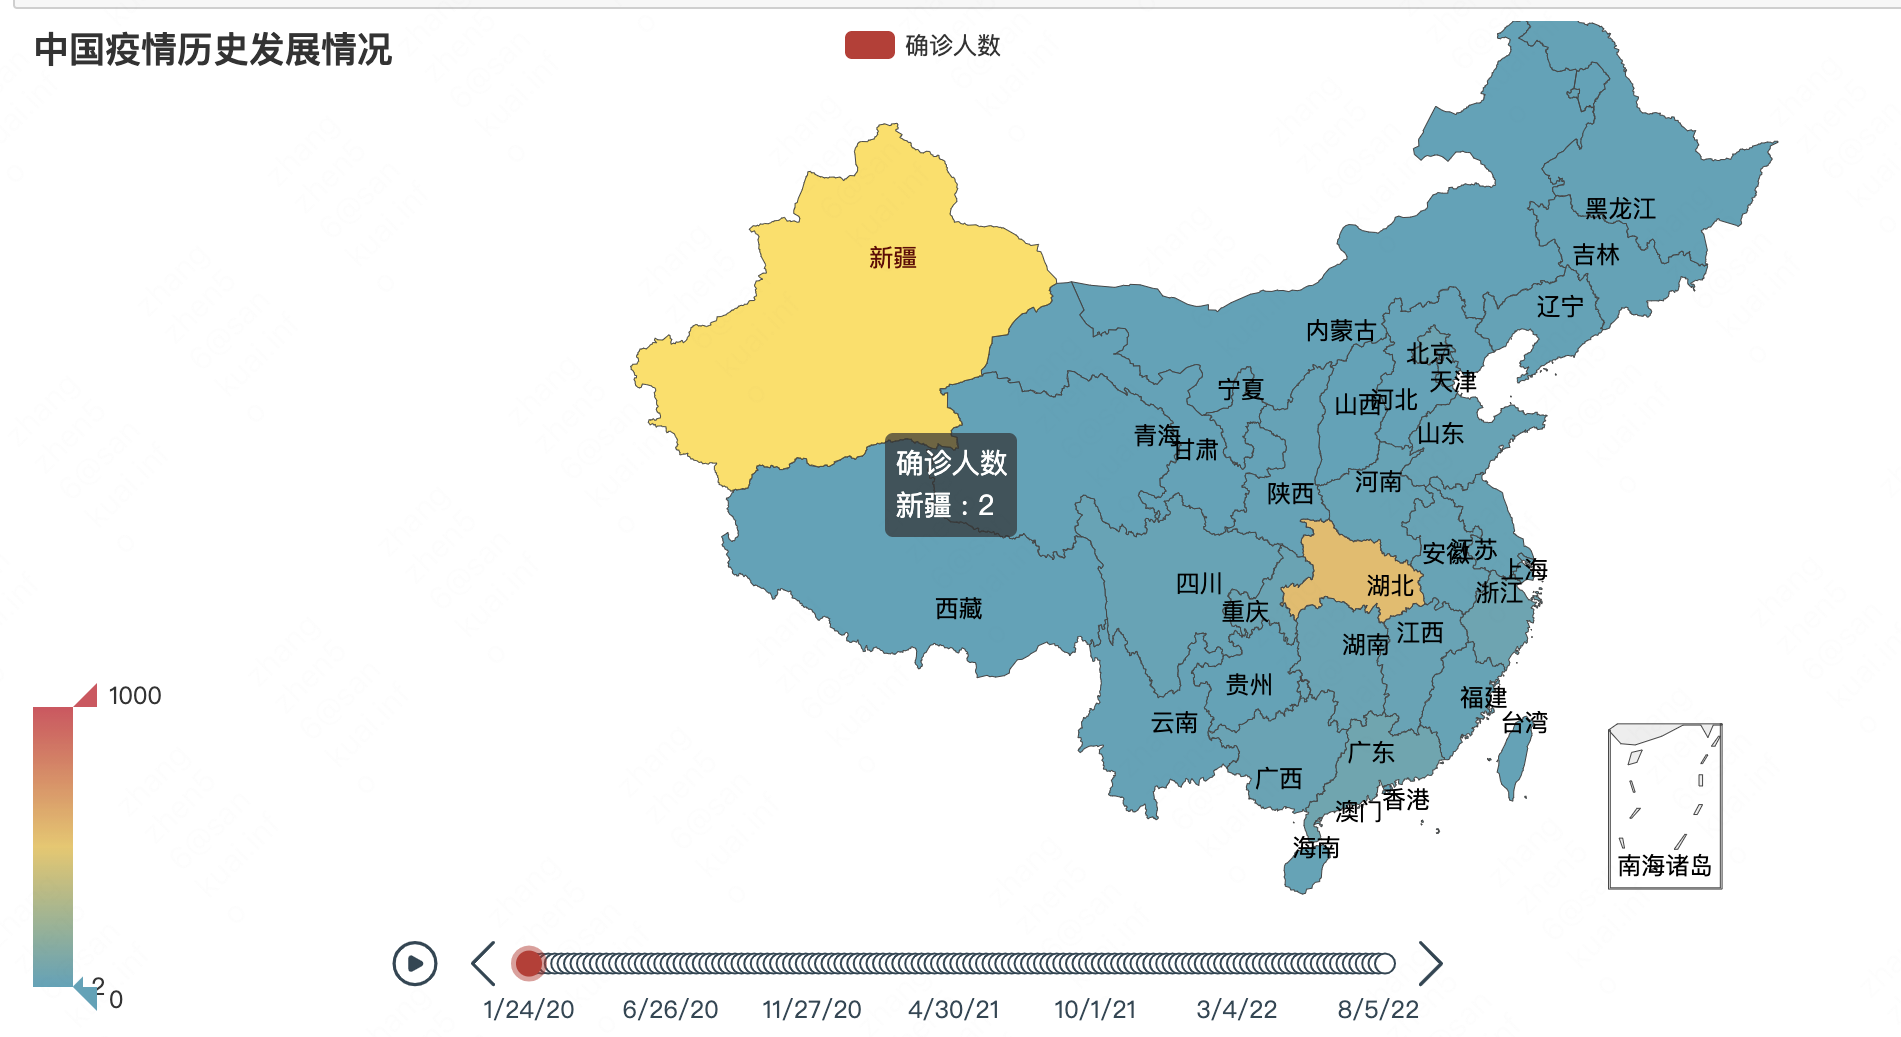 中国疫情历史发展情况
确诊人数
黑龙江
吉林
新疆
辽宁
内蒙古
北京
天津
宁夏
山西
河北
青海
甘肃
山东
确诊人数
新疆：2
陕西
河南
安徽
江苏
上海
四川
湖北
浙江
西藏
重庆
湖南
江西
贵州
福建
1000
云南
台湾
广东
广西
澳门
香港
海南
南海诸岛
2
0
1/24/20 6/26/20 11/27/20 4/30/21 10/1/21 3/4/22 8/5/22